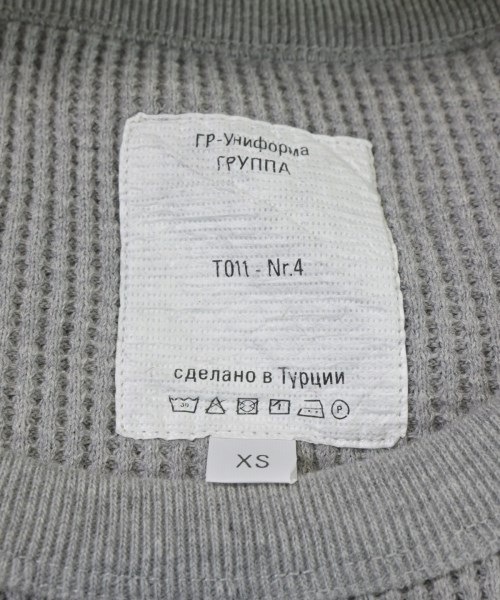 ГР-Униформа
ГРУППА
T011 - Nr.4
сделано в Турции
P
XS